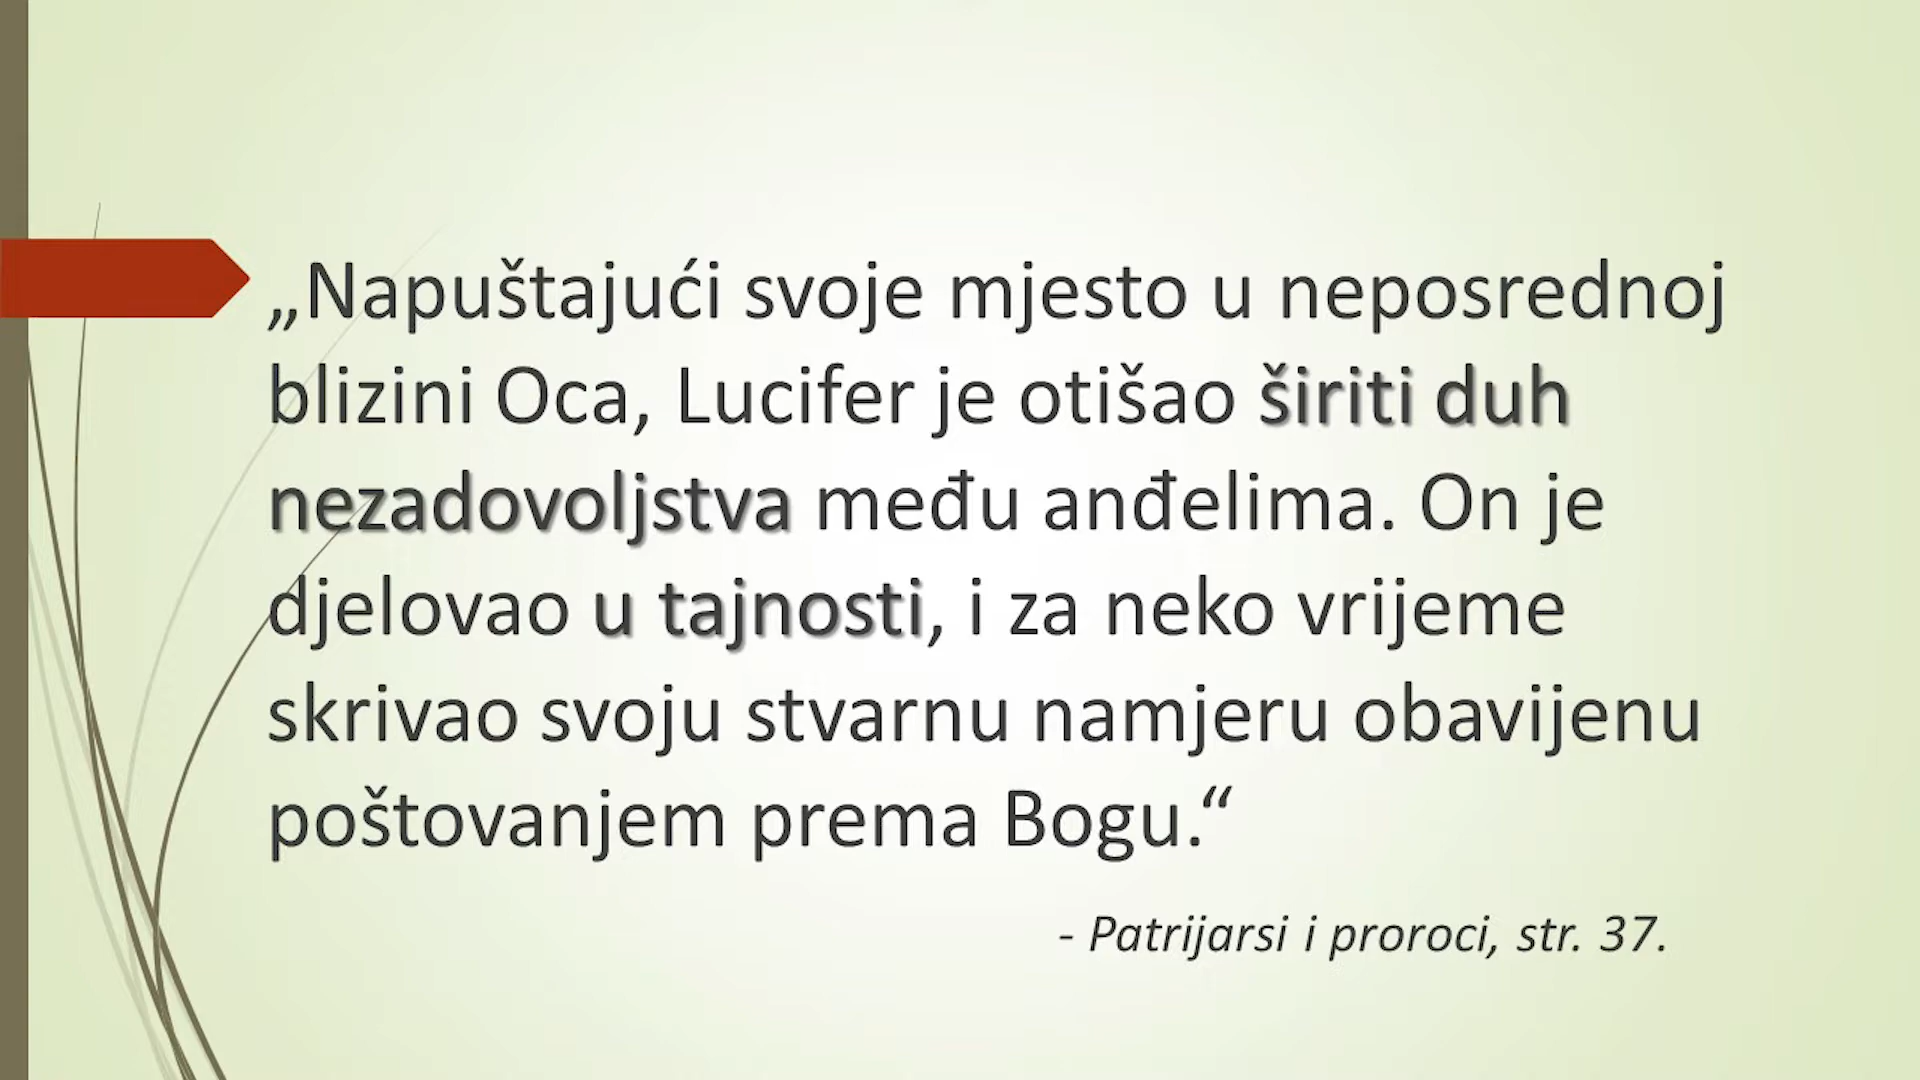 „Napuštajući svoje mjesto u neposrednoj
blizini Oca, Lucifer je otišao širiti duh
nezadovoljstva među anđelima. On je
djelovao u tajnosti, i za neko vrijeme
skrivao svoju stvarnu namjeru obavijenu
poštovanjem prema Bogu.“
- Patrijarsi i proroci, str. 37.